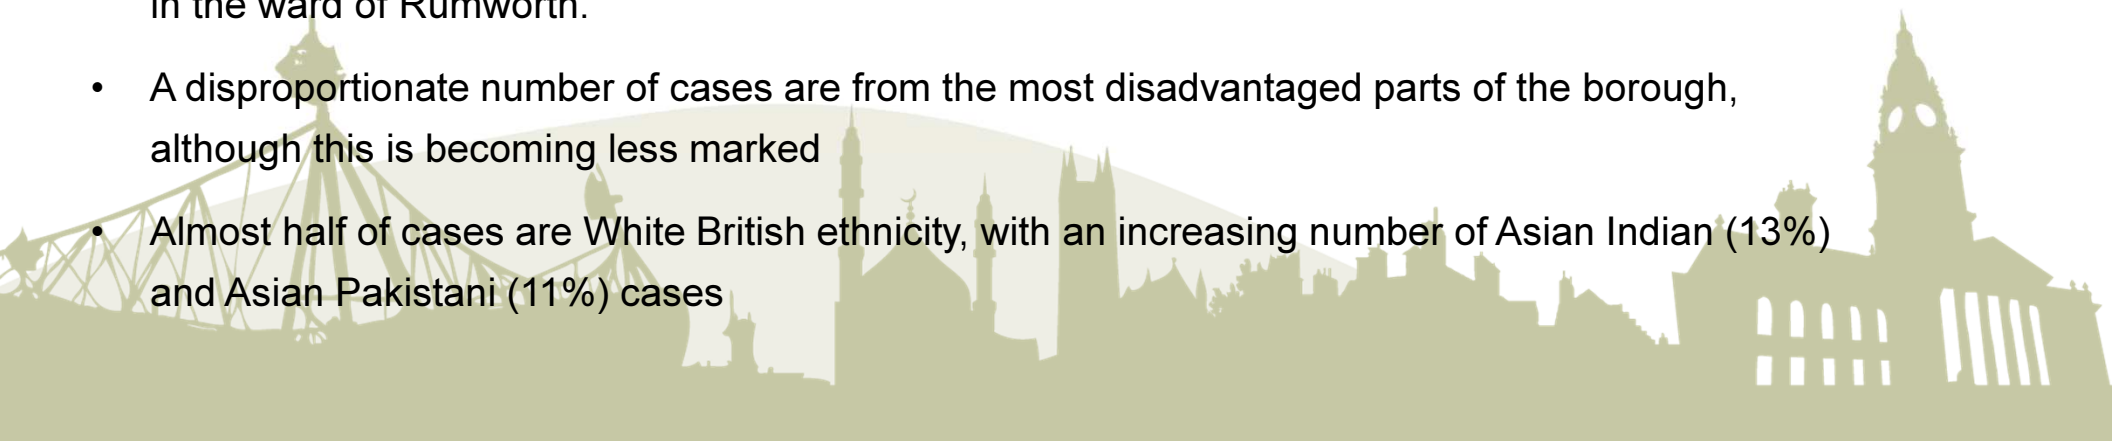 in the ward of Rumworth.
• A disproportionate number of cases are from the most disadvantaged parts of the borough,
although this is becoming less marked
• Almost half of cases are White British ethnicity, with an increasing number of Asian Indian (13%)
and Asian Pakistani (11%) cases